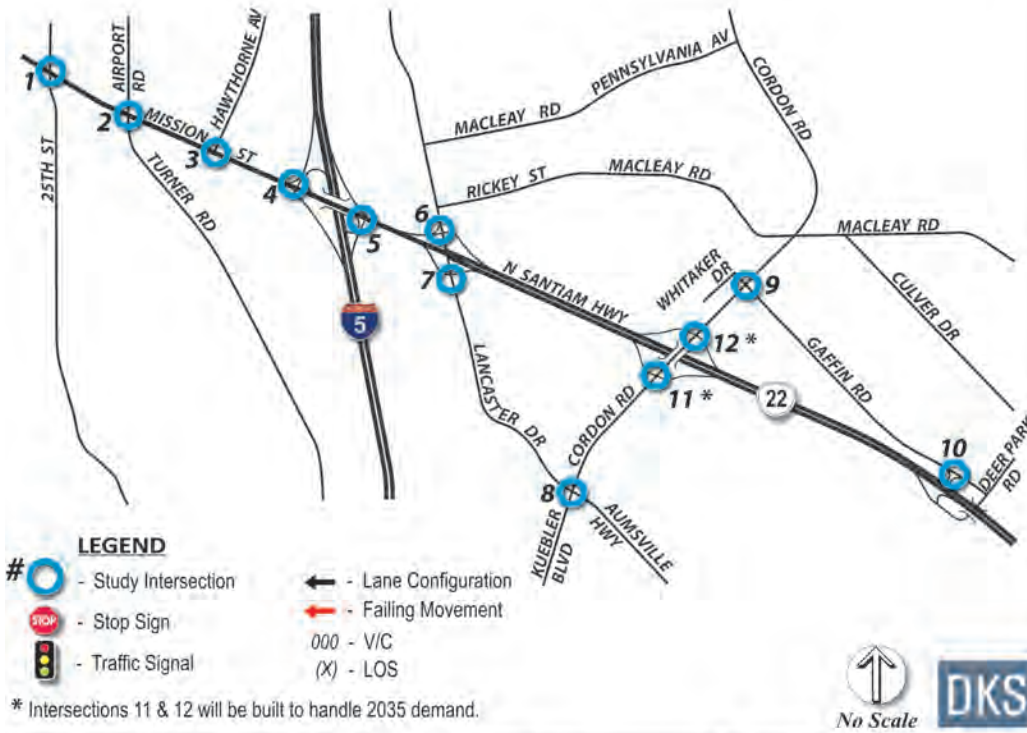 1
25TH ST
2
AIRPORT
RD
MISSION
ST
TURNER RD
3
HAWTHORNE AV
4
5
5
6
7
MACLEAY RD
PENNSYLVANIA AV
CORDON RD
RICKEY ST
MACLEAY RD
MACLEAY RD
CULVER DR
N SANTIAM HWY
WHITAKER
DR
9
12 *
11 *
22
GAFFIN RD
10
DEER PARK
RD
LANCASTER DR
CORDON RD
8
KUEBLER
BLVD
AUMSVILLE
HWY
LEGEND
# - Study Intersection
STOP - Stop Sign
- Traffic Signal
- Lane Configuration
- Failing Movement
000 - V/C
(X) - LOS
* Intersections 11 & 12 will be built to handle 2035 demand.
No Scale
DKS